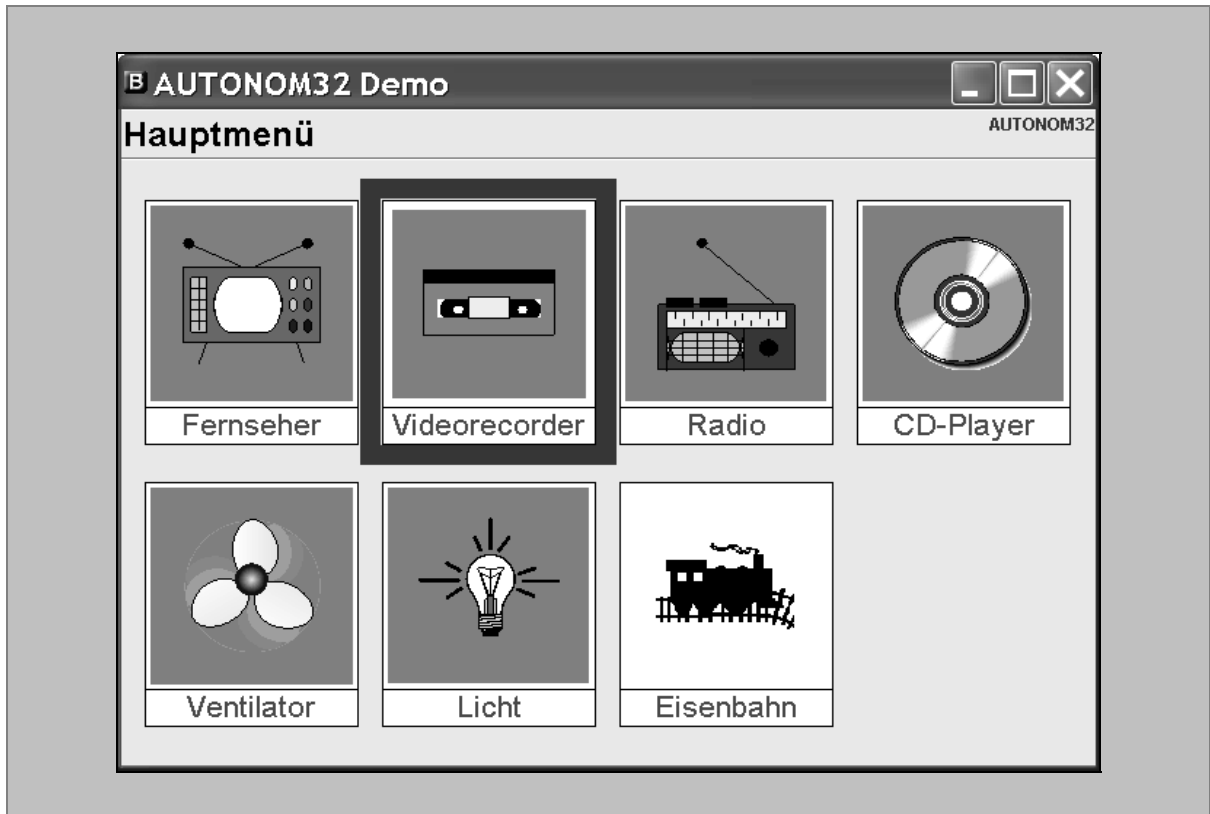 B AUTONOM32 Demo
Hauptmenü
AUTONOM32
Fernseher
Videorecorder
Radio
CD-Player
Ventilator
Licht
Eisenbahn